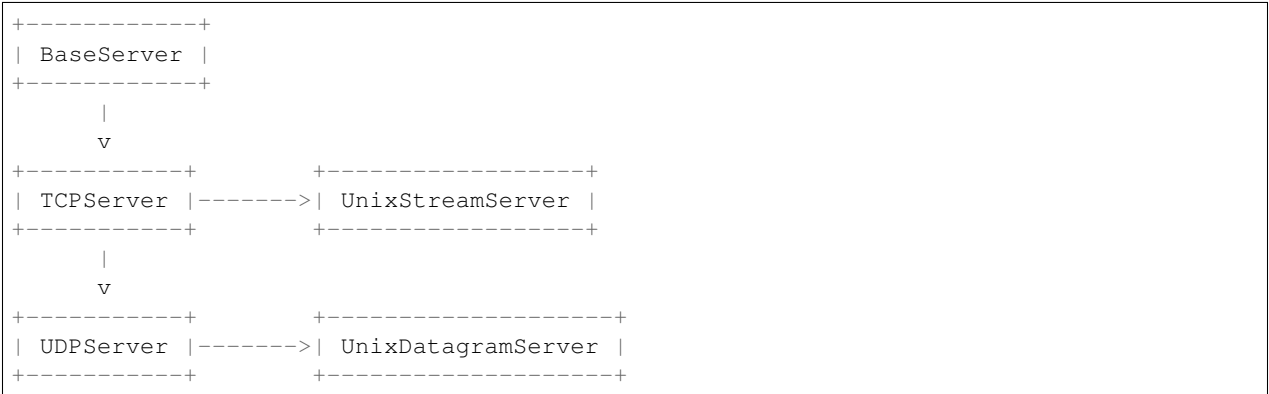 +------------+
| BaseServer |
+------------+
      |
      v
+-----------+        +------------------+
| TCPServer |------->| UnixStreamServer |
+-----------+        +------------------+
      |
      v
+-----------+        +--------------------+
| UDPServer |------->| UnixDatagramServer |
+-----------+        +--------------------+